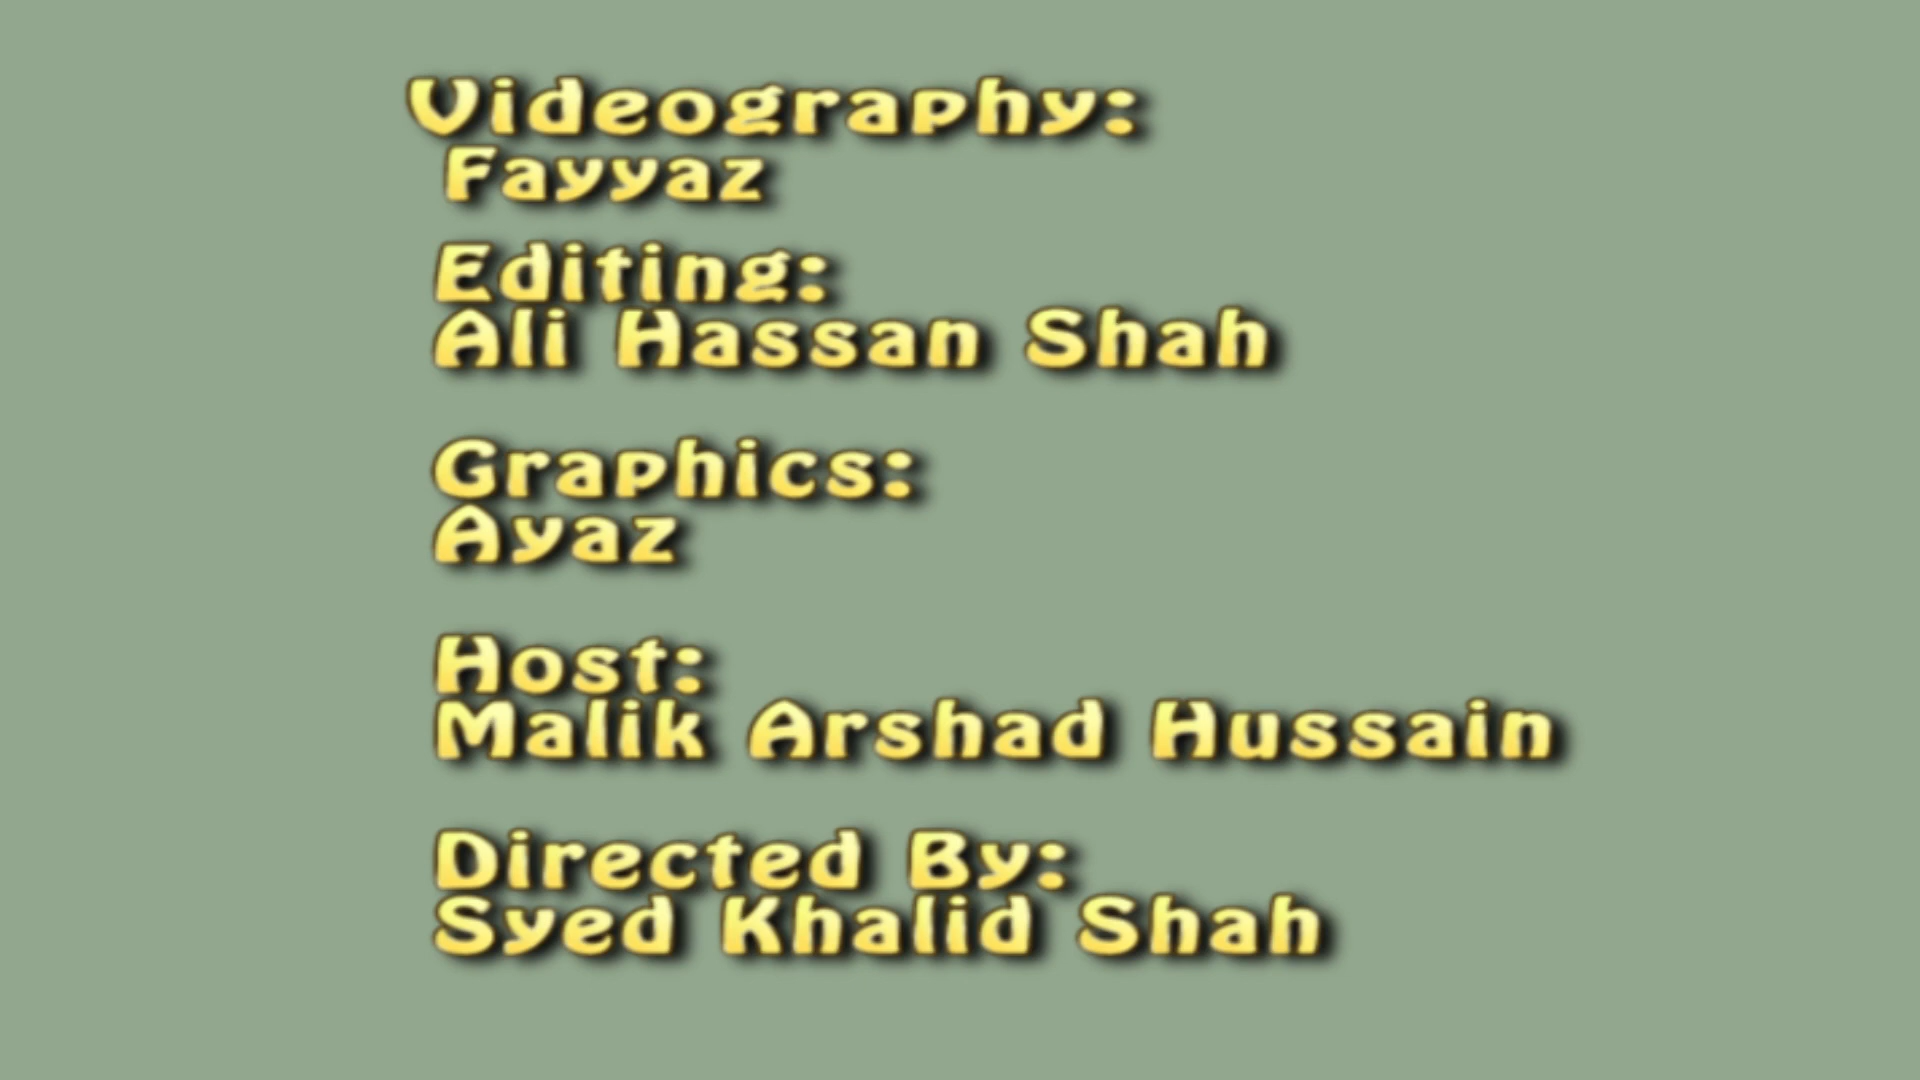 Videography:
Fayyaz
Editing:
Ali Hassan Shah
Graphics:
Ayaz
Host:
Malik Arshad Hussain
Directed By:
Syed Khalid Shah